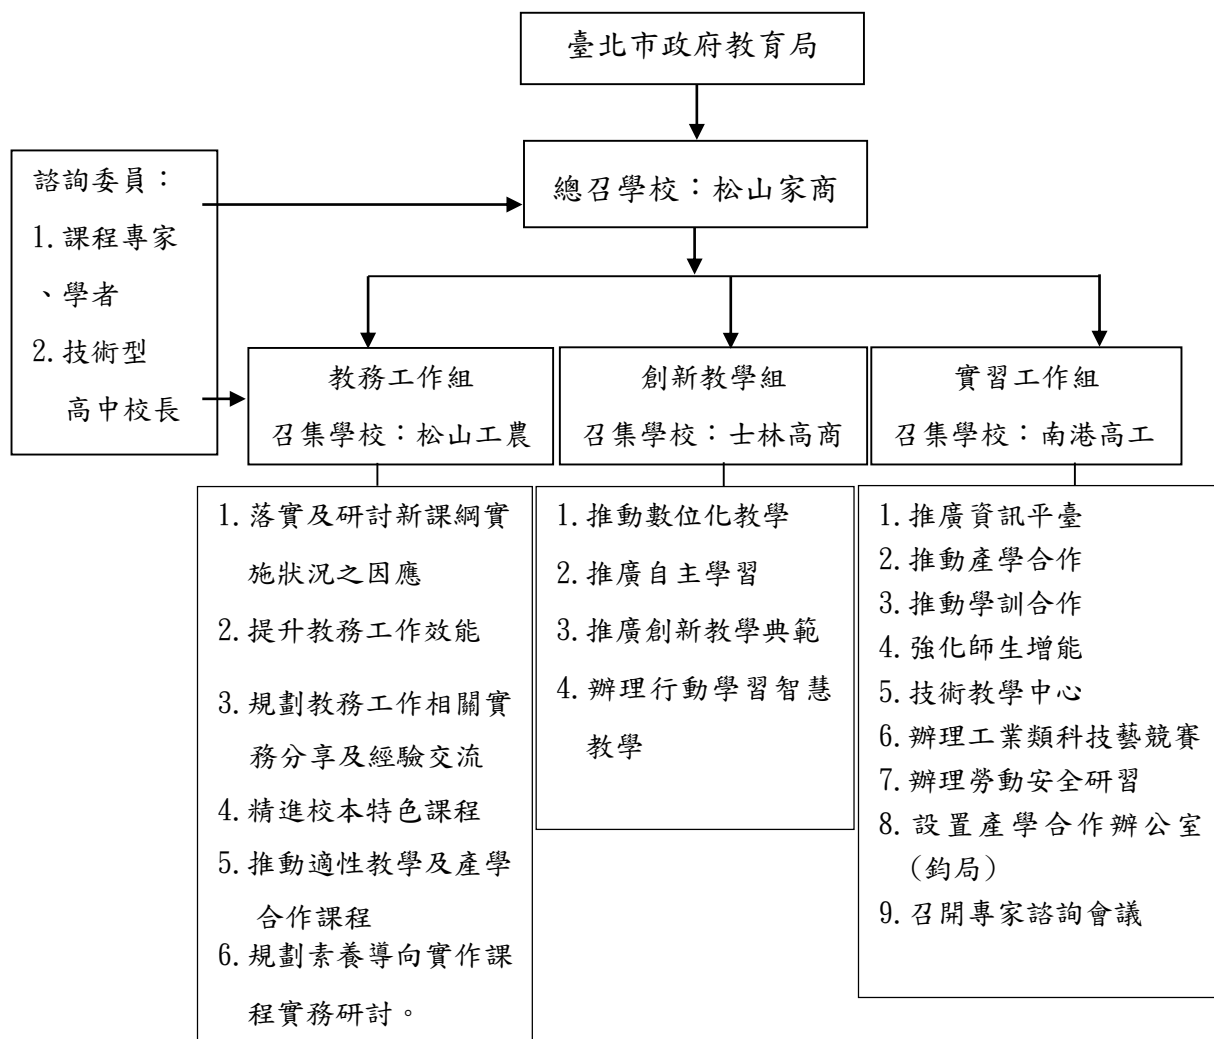 臺北市政府教育局
總召學校：松山家商
諮詢委員：
1.課程專家
、學者
2.技術型
高中校長
教務工作組
召集學校：松山工農
創新教學組
召集學校：士林高商
實習工作組
召集學校：南港高工
1.落實及研討新課綱實
施狀況之因應
2.提升教務工作效能
3.規劃教務工作相關實
務分享及經驗交流
4.精進校本特色課程
5.推動適性教學及產學
合作課程
6.規劃素養導向實作課
程實務研討。
1.推動數位化教學
2.推廣自主學習
3.推廣創新教學典範
4.辦理行動學習智慧
教學
1.推廣資訊平臺
2.推動產學合作
3.推動學訓合作
4.強化師生增能
5.技術教學中心
6.辦理工業類科技藝競賽
7.辦理勞動安全研習
8.設置產學合作辦公室
(鈞局)
9.召開專家諮詢會議